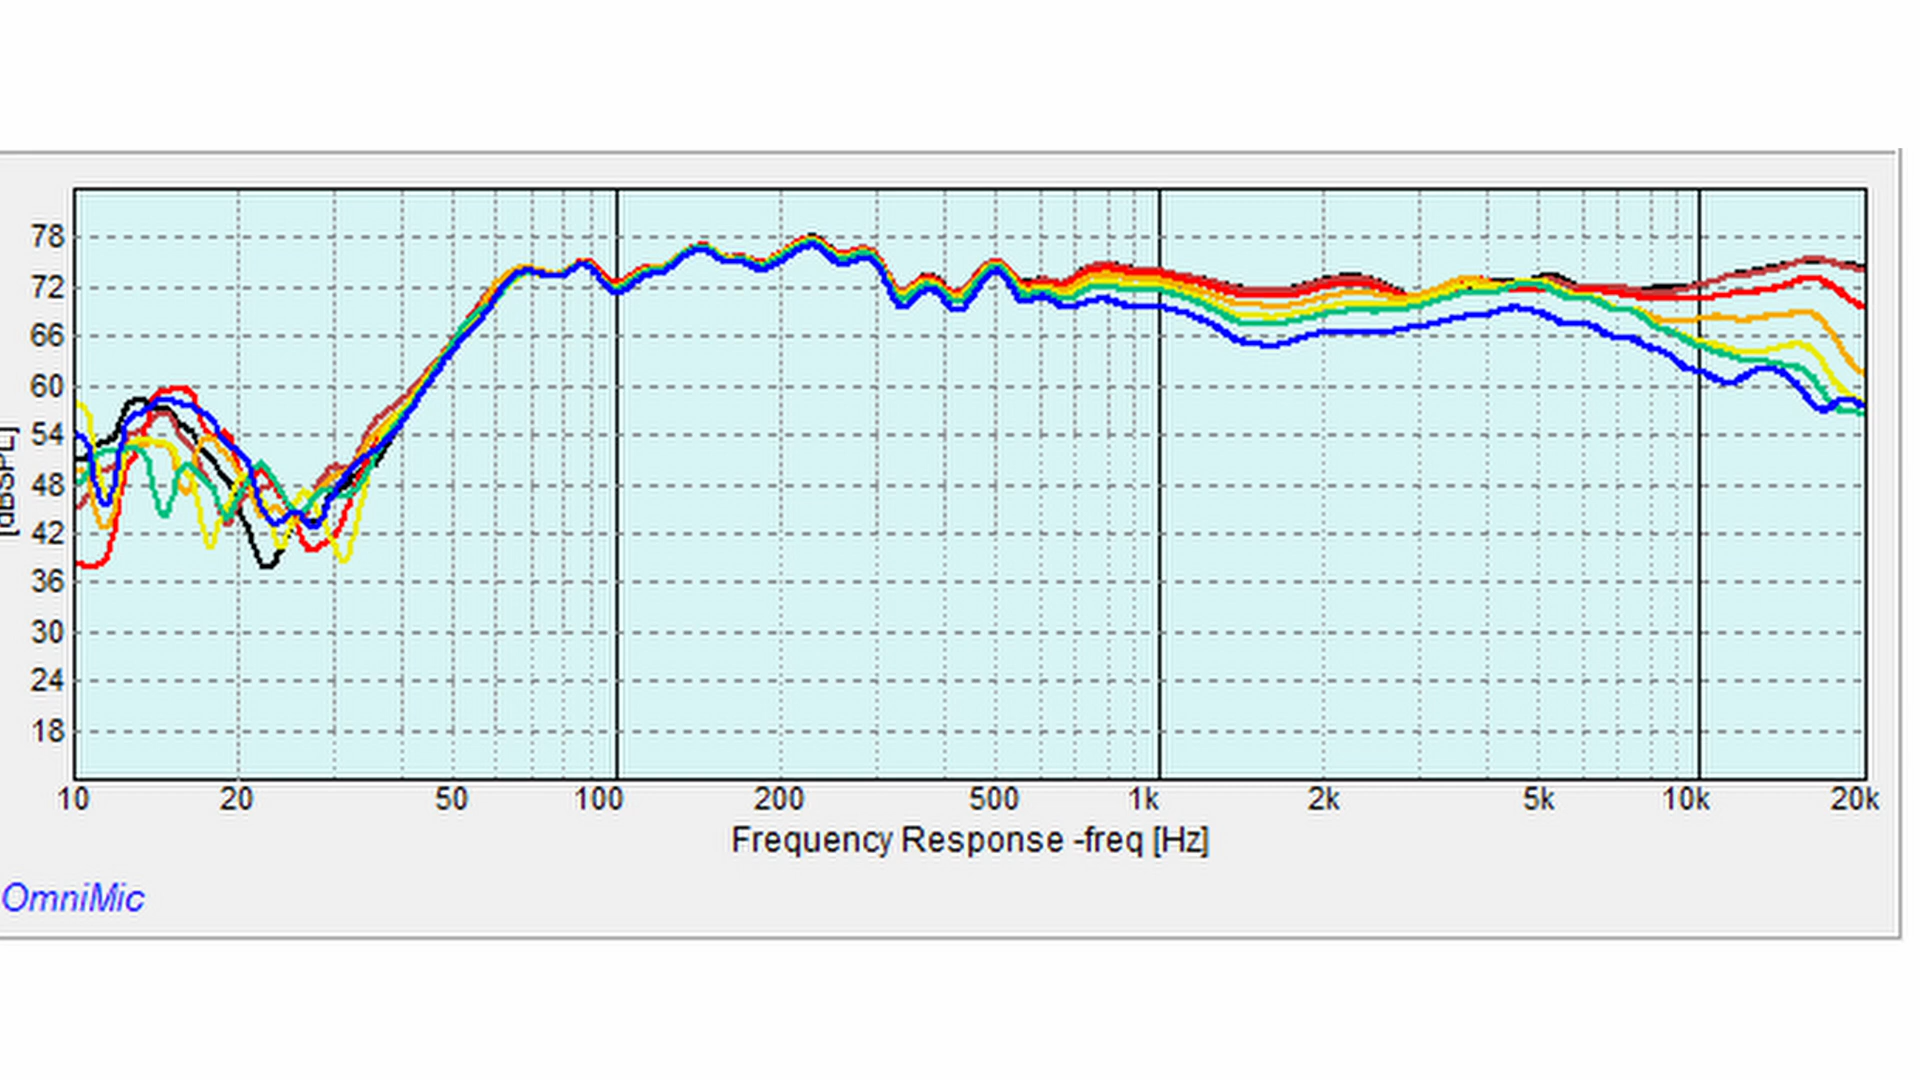 78
72
66
60
54
48
42
36
30
24
18
[dBSPL]
10 20 50 100 200 500 1k 2k 5k 10k 20k
Frequency Response -freq [Hz]
OmniMic